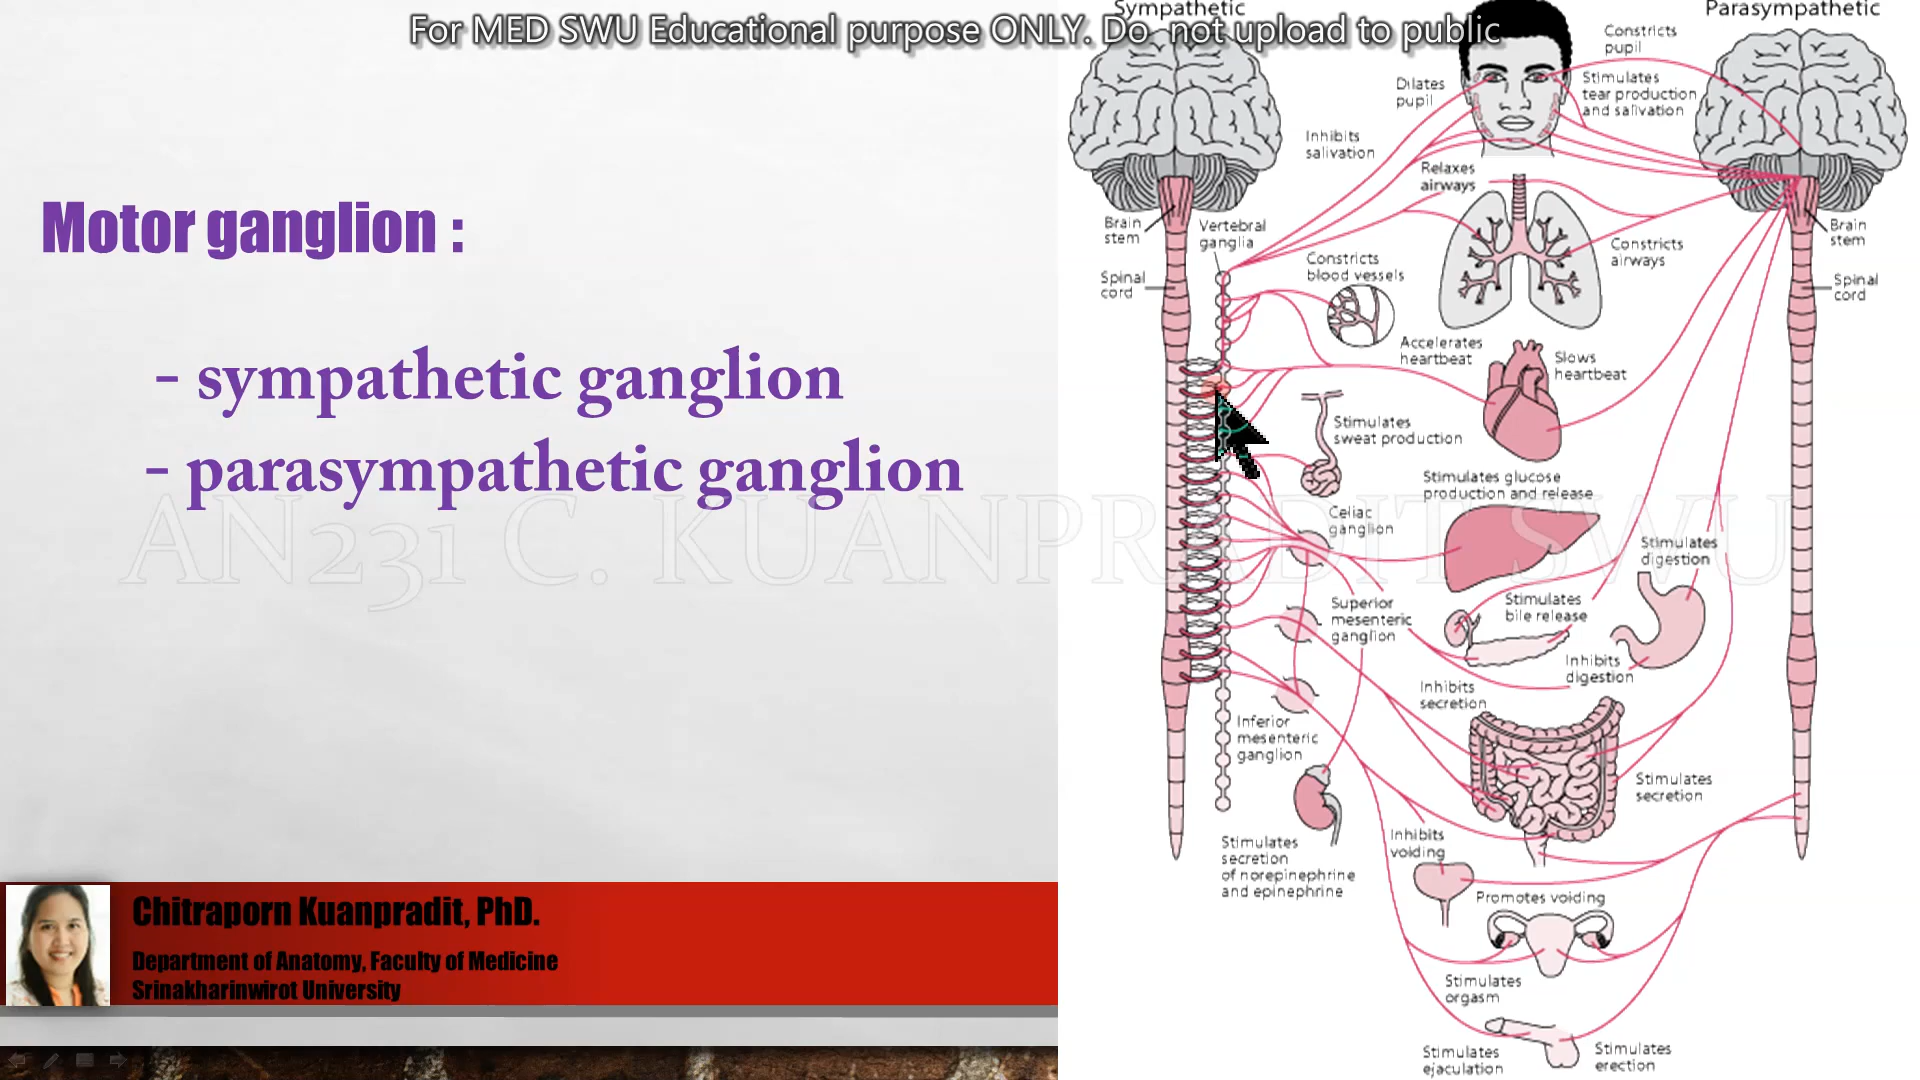 For MED SWU Educational purpose ONLY. Do not upload to public
Motor ganglion :
- sympathetic ganglion
- parasympathetic ganglion
AN231 C. KUANPRADIT SWU
Chitraporn Kuanpradit, PhD.
Department of Anatomy, Faculty of Medicine
Srinakharinwirot University
Sympathetic
Parasympathetic
Constricts
pupil
Dilates
pupil
Stimulates
tear production
and salivation
Inhibits
salivation
Relaxes
airways
Brain
stem
Vertebral
ganglia
Brain
stem
Constricts
airways
Spinal
cord
Constricts
blood vessels
Spinal
cord
Accelerates
heartbeat
Slows
heartbeat
Stimulates
sweat production
Stimulates glucose
production and release
Celiac
ganglion
Stimulates
digestion
Superior
mesenteric
ganglion
Stimulates
bile release
Inhibits
digestion
Inhibits
secretion
Inferior
mesenteric
ganglion
Stimulates
secretion
Stimulates
secretion
of norepinephrine
and epinephrine
Inhibits
voiding
Promotes voiding
Stimulates
orgasm
Stimulates
ejaculation
Stimulates
erection